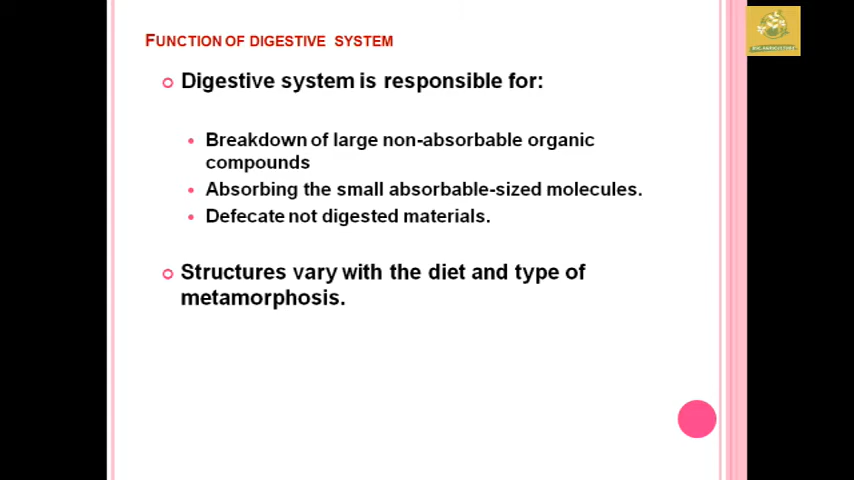 FUNCTION OF DIGESTIVE SYSTEM
Digestive system is responsible for:
Breakdown of large non-absorbable organic
compounds
Absorbing the small absorbable-sized molecules.
Defecate not digested materials.
Structures vary with the diet and type of
metamorphosis.